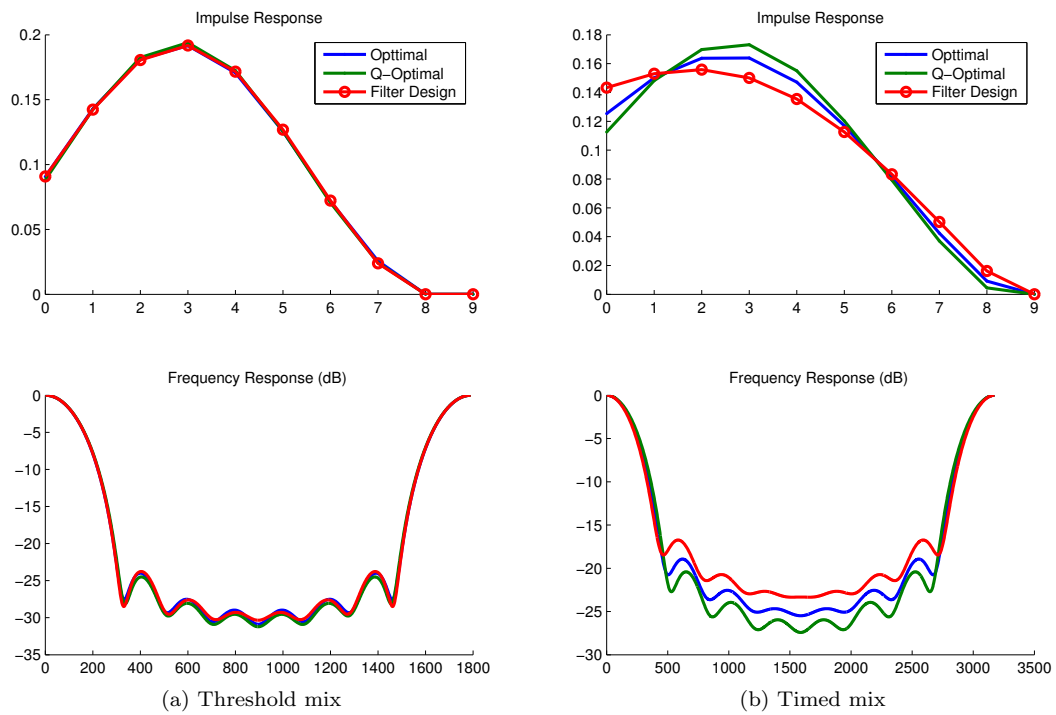 Impulse Response
0.2
0.15
0.1
0.05
0
0 1 2 3 4 5 6 7 8 9
Opttimal
Q−Optimal
Filter Design
Impulse Response
0.18
0.16
0.14
0.12
0.1
0.08
0.06
0.04
0.02
0
0 1 2 3 4 5 6 7 8 9
Opttimal
Q−Optimal
Filter Design
Frequency Response (dB)
0
−5
−10
−15
−20
−25
−30
−35
0 200 400 600 800 1000 1200 1400 1600 1800
(a) Threshold mix
Frequency Response (dB)
0
−5
−10
−15
−20
−25
−30
0 500 1000 1500 2000 2500 3000 3500
(b) Timed mix